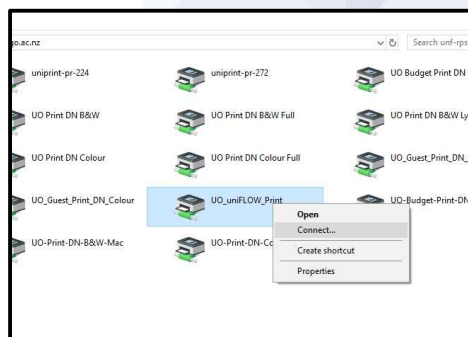 go.ac.nz
Search unf-rps
uniprint-pr-224
uniprint-pr-272
UO Budget Print DN
UO Print DN B&W
UO Print DN B&W Full
UO Print DN B&W Ly
UO Print DN Colour
UO Print DN Colour Full
UO_Guest_Print_DN_
UO_Guest_Print_DN_Colour
UO_uniFLOW_Print
UO-Budget-Print-DN
UO-Print-DN-B&W-Mac
UO-Print-DN-Co
Open
Connect...
Create shortcut
Properties